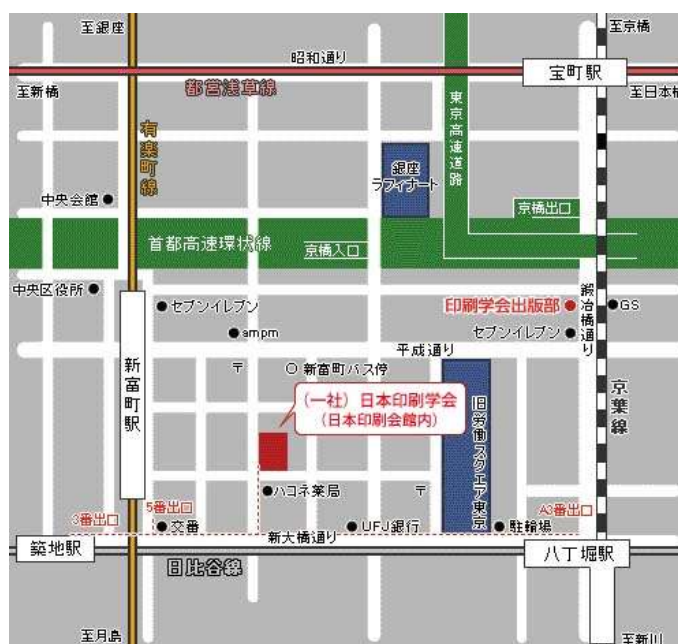 至銀座
昭和通り
至京橋
宝町駅
至新橋
都営浅草線
至日本橋
有楽町線
東京高速道路
銀座
ラフィナート
中央会館
京橋出口
首都高速環状線
京橋入口
中央区役所
セブンイレブン
印刷学会出版部
鍛冶橋通り
GS
ampm
セブンイレブン
平成通り
新富町駅
〒
新富町バス停
(一社)日本印刷学会
(日本印刷会館内)
旧労働スクエア東京
京葉線
ハコネ薬局
〒
3番出口
5番出口
A3番出口
交番
UFJ銀行
駐輪場
新大橋通り
築地駅
八丁堀駅
日比谷線
至月島
至新川